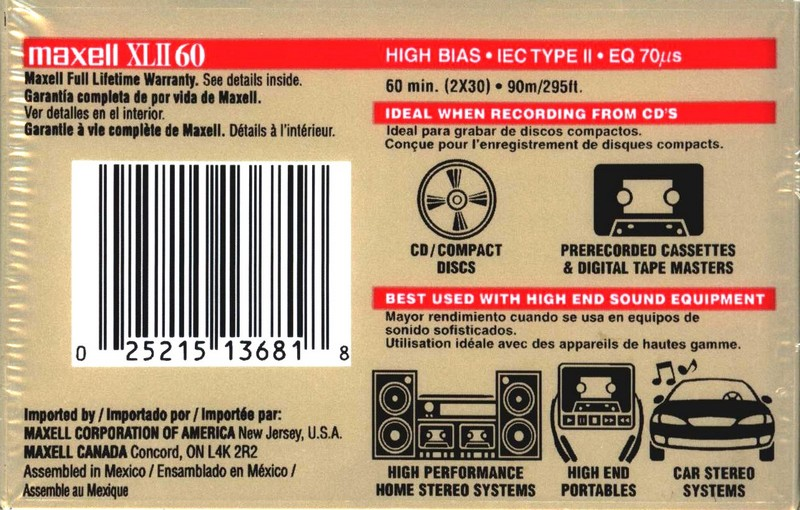 maxell XLII 60
HIGH BIAS • IEC TYPE II • EQ 70µs
Maxell Full Lifetime Warranty. See details inside.
Garantía completa de por vida de Maxell.
Ver detalles en el interior.
Garantie à vie complète de Maxell. Détails à l'intérieur.
60 min. (2X30) • 90m/295ft.
IDEAL WHEN RECORDING FROM CD'S
Ideal para grabar de discos compactos.
Conçue pour l'enregistrement de disques compacts.
CD/COMPACT
DISCS
PRERECORDED CASSETTES
& DIGITAL TAPE MASTERS
BEST USED WITH HIGH END SOUND EQUIPMENT
Mayor rendimiento cuando se usa en equipos de
sonido sofisticados.
Utilisation idéale avec des appareils de hautes gamme.
0 25215 13681 8
HIGH PERFORMANCE
HOME STEREO SYSTEMS
HIGH END
PORTABLES
CAR STEREO
SYSTEMS
Imported by / Importado por / Importée par:
MAXELL CORPORATION OF AMERICA New Jersey, U.S.A.
MAXELL CANADA Concord, ON L4K 2R2
Assembled in Mexico / Ensamblado en México /
Assemble au Mexique